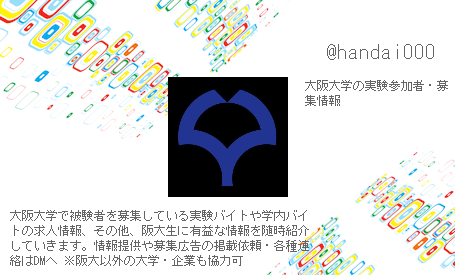 @handai000
大阪大学の実験参加者・募
集情報
大阪大学で被験者を募集している実験バイトや学内バイ
トの求人情報、その他、阪大生に有益な情報を随時紹介
していきます。情報提供や募集広告の掲載依頼・各種連
絡はDMへ ※阪大以外の大学・企業も協力可